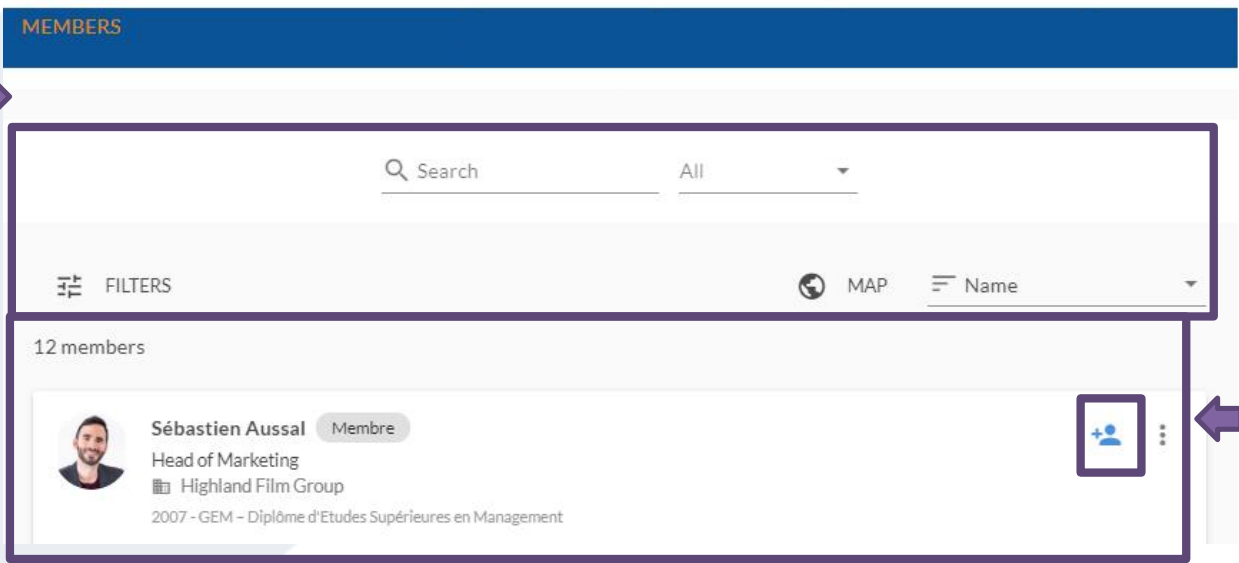 MEMBERS
Search
All
FILTERS
MAP
Name
12 members
Sébastien Aussal Membre
Head of Marketing
Highland Film Group
2007 - GEM – Diplôme d'Etudes Supérieures en Management